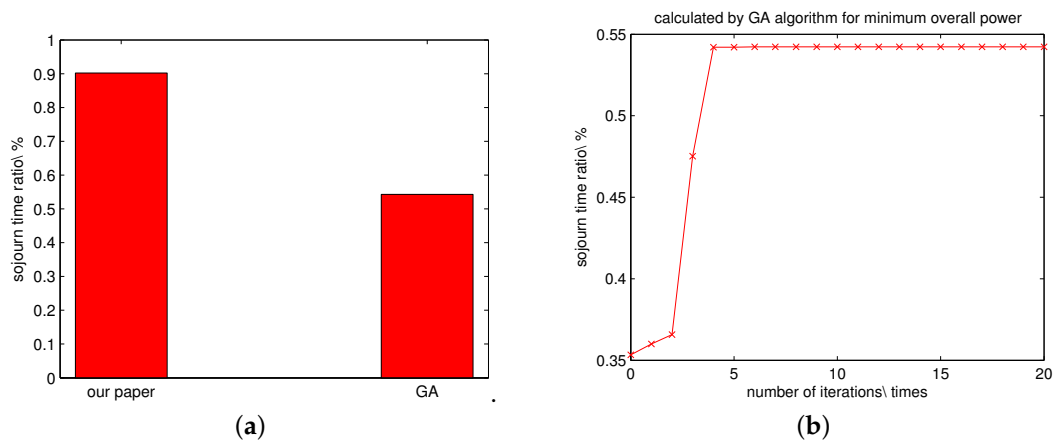 1
0.9
0.8
0.7
0.6
0.5
0.4
0.3
0.2
0.1
0
sojourn time ratio\ %
our paper GA
.
(a)
calculated by GA algorithm for minimum overall power
0.55
0.5
0.45
0.4
0.35
sojourn time ratio\ %
0 5 10 15 20
number of iterations\ times
(b)